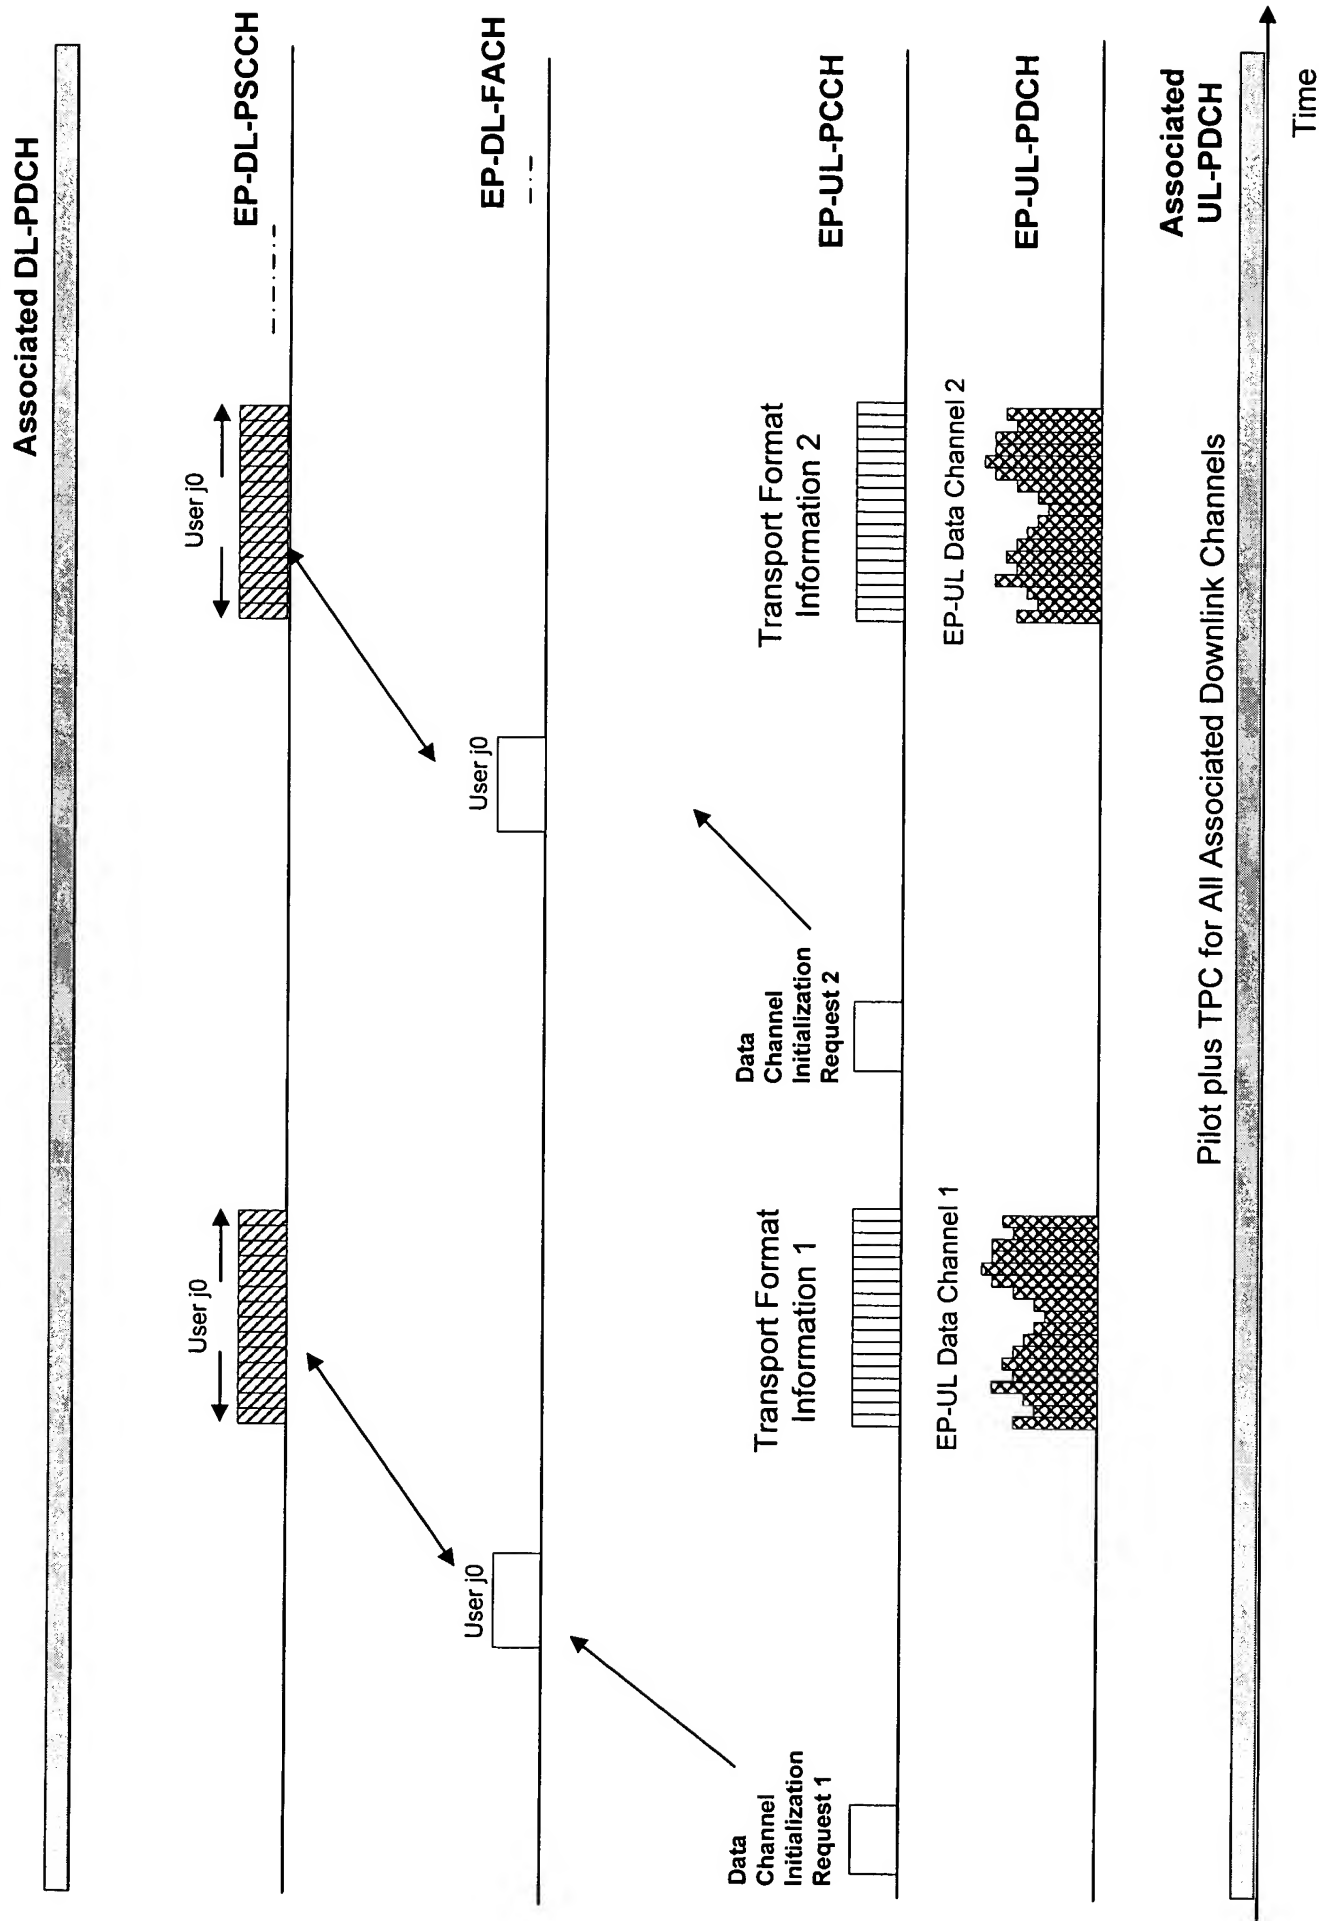 Associated DL-PDCH
User j0
User j0
EP-DL-PSCCH
User j0
User j0
EP-DL-FACH
Data
Channel
Initialization
Request 1
Transport Format
Information 1
Data
Channel
Initialization
Request 2
Transport Format
Information 2
EP-UL-PCCH
EP-UL Data Channel 1
EP-UL Data Channel 2
EP-UL-PDCH
Pilot plus TPC for All Associated Downlink Channels
Associated
UL-PDCH
Time